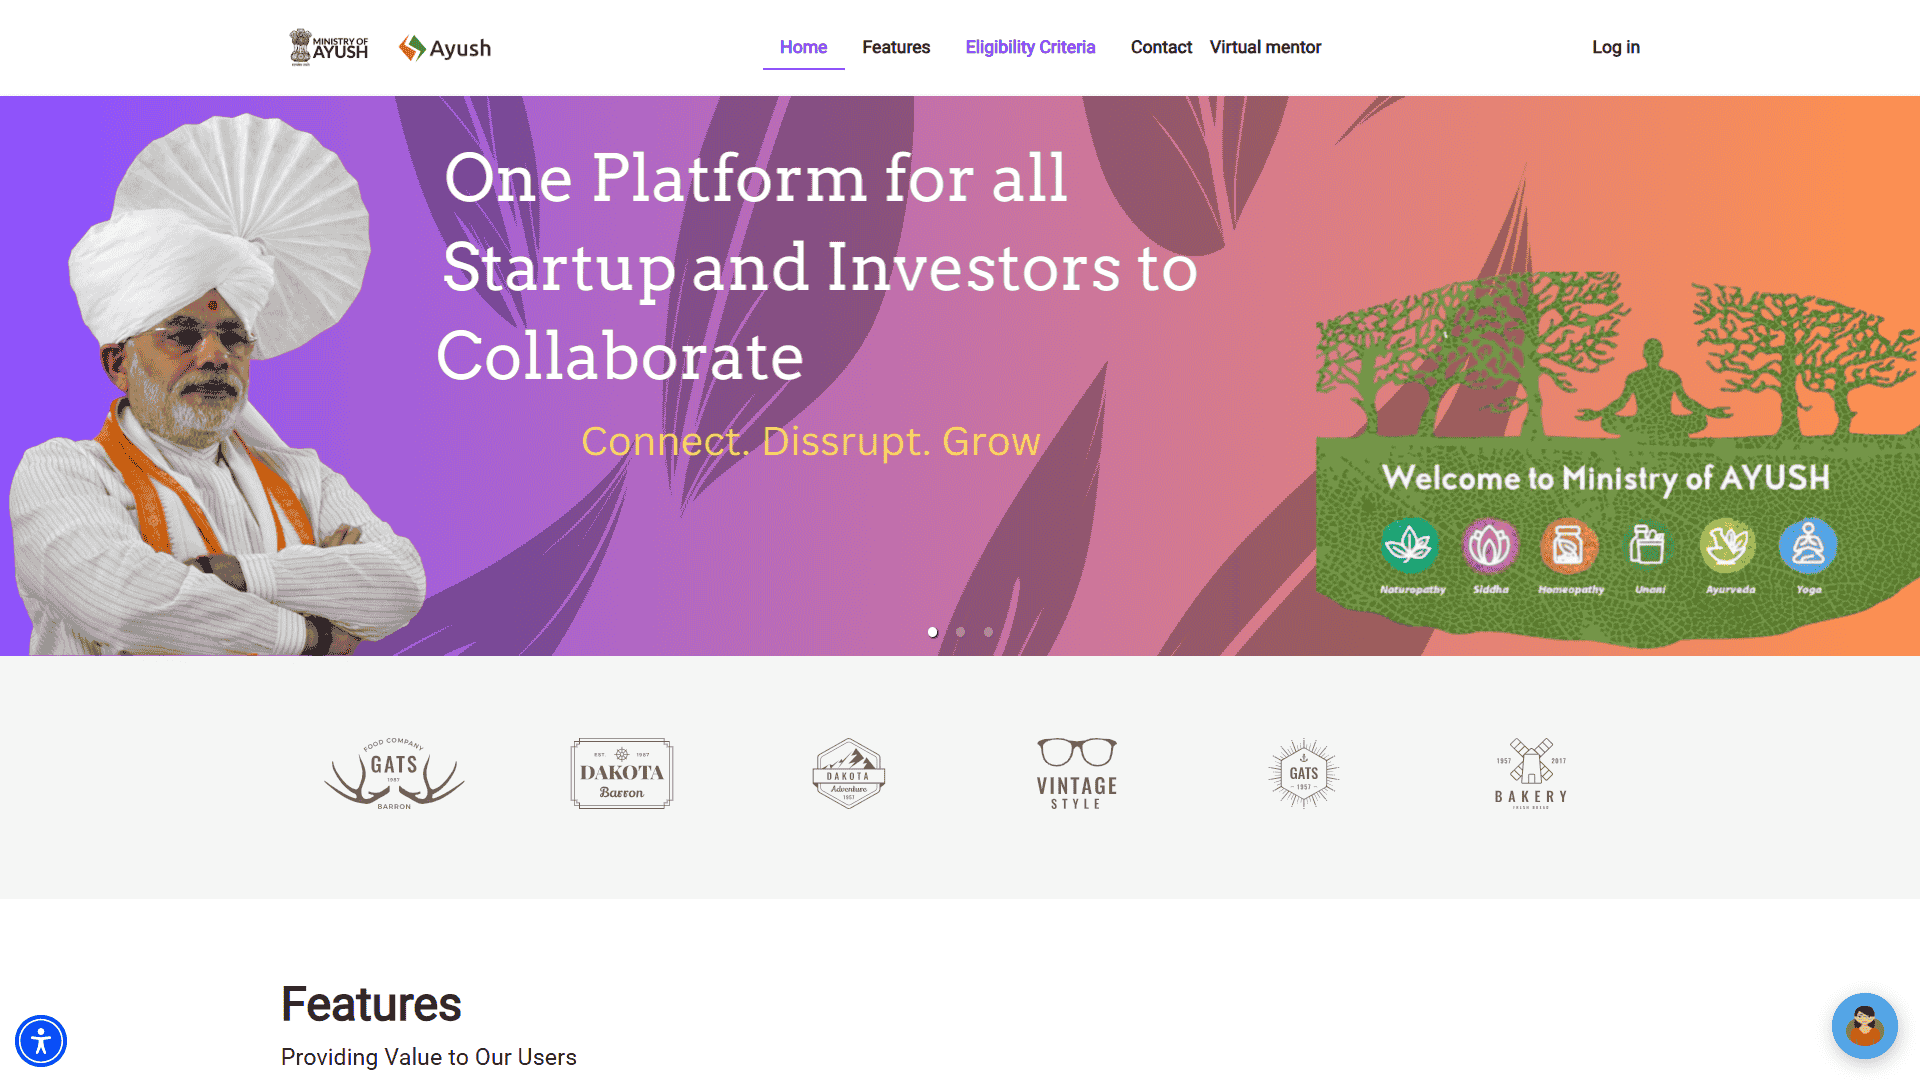 MINISTRY OF
AYUSH
Ayush
Home
Features
Eligibility Criteria
Contact
Virtual mentor
Log in
One Platform for all
Startup and Investors to
Collaborate
Connect. Dissrupt. Grow
Welcome to Ministry of AYUSH
Naturopathy
Siddha
Homeopathy
Unani
Ayurveda
Yoga
FOOD COMPANY
GATS
1987
BARRON
EST.
1987
DAKOTA
Barron
DAKOTA
Adventure
1957
VINTAGE
STYLE
GATS
- 1957 -
1957
2017
BAKERY
Features
Providing Value to Our Users